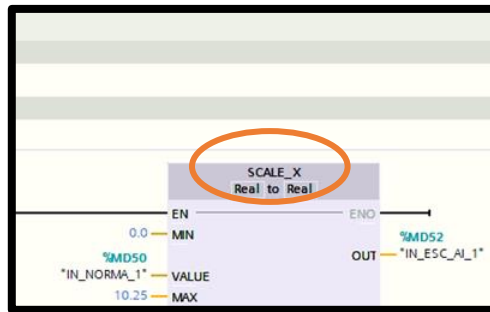 SCALE_X
Real to Real
EN ENO
0.0 MIN
%MD50
"IN_NORMA_1" VALUE
10.25 MAX
%MD52
OUT "IN_ESC_AI_1"